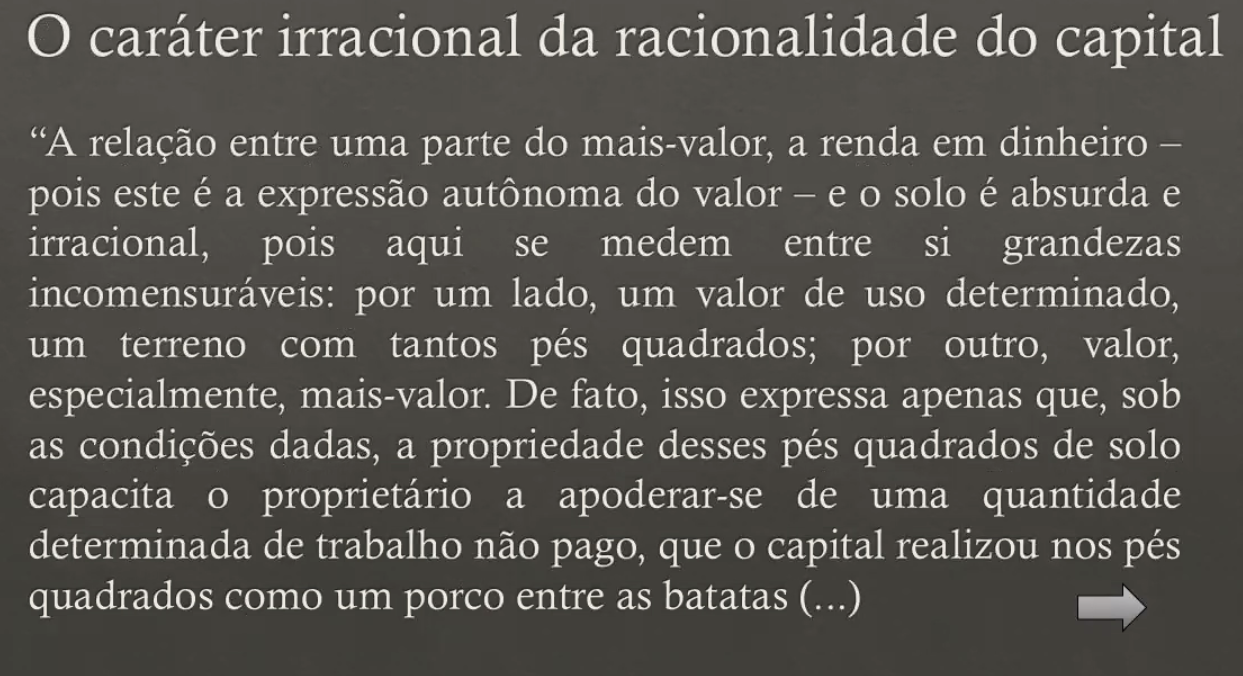 O caráter irracional da racionalidade do capital
“A relação entre uma parte do mais-valor, a renda em dinheiro –
pois este é a expressão autônoma do valor – e o solo é absurda e
irracional, pois aqui se medem entre si grandezas
incomensuráveis: por um lado, um valor de uso determinado,
um terreno com tantos pés quadrados; por outro, valor,
especialmente, mais-valor. De fato, isso expressa apenas que, sob
as condições dadas, a propriedade desses pés quadrados de solo
capacita o proprietário a apoderar-se de uma quantidade
determinada de trabalho não pago, que o capital realizou nos pés
quadrados como um porco entre as batatas (...)